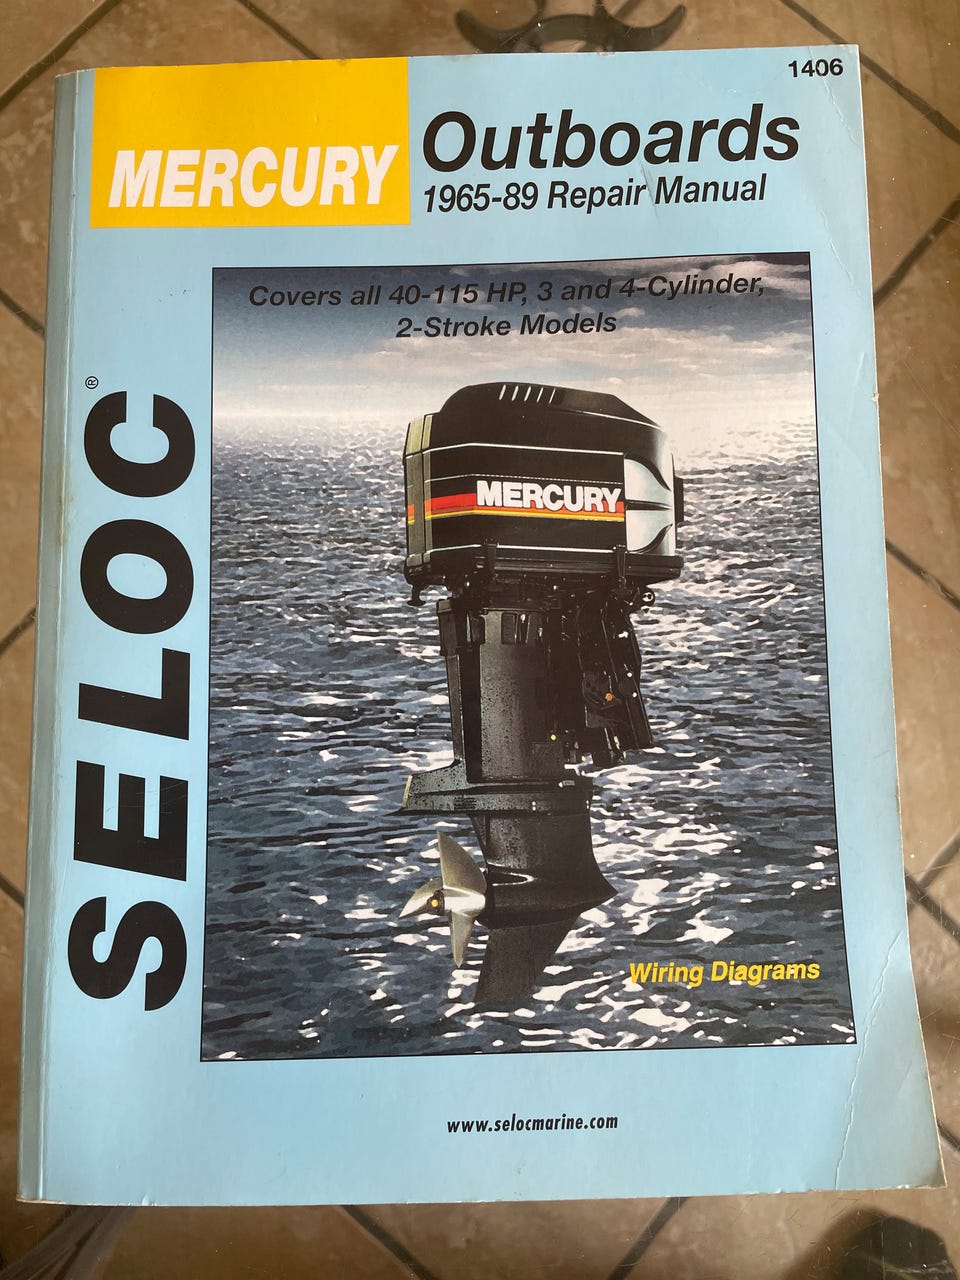 1406
MERCURY
Outboards
1965-89 Repair Manual
Covers all 40-115 HP, 3 and 4-Cylinder,
2-Stroke Models
SELOC®
MERCURY
Wiring Diagrams
www.selocmarine.com